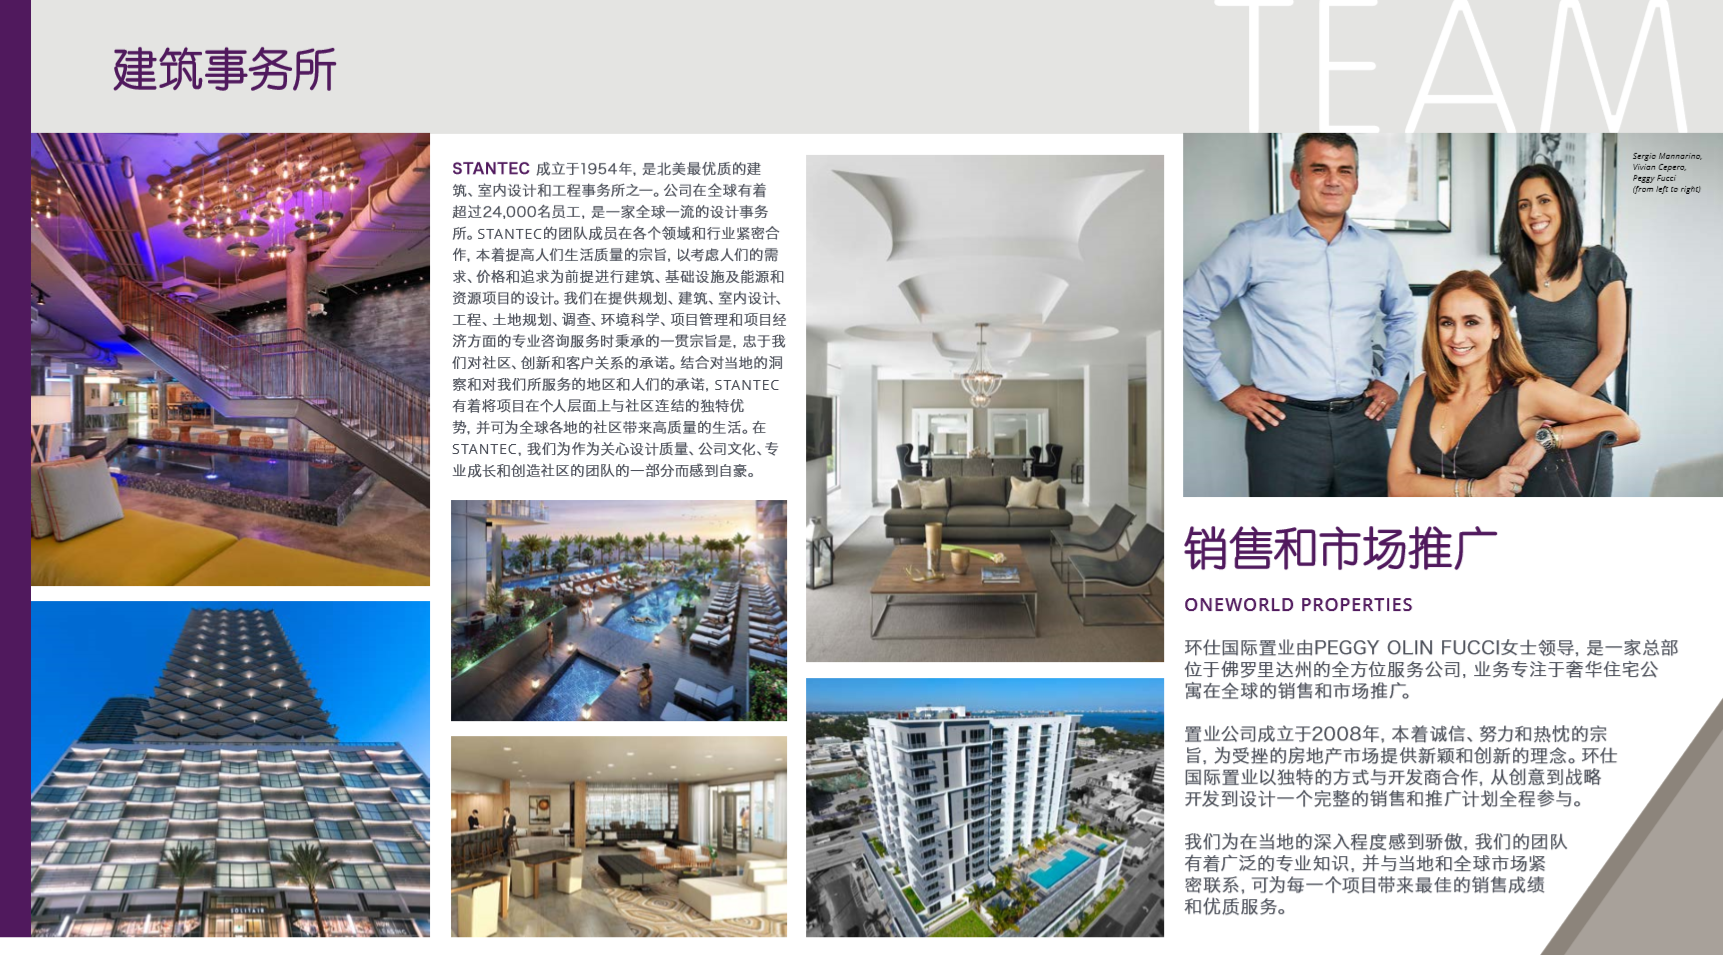 TEAM
建筑事务所
STANTEC 成立于1954年, 是北美最优质的建
筑、室内设计和工程事务所之一。公司在全球有着
超过24,000名员工, 是一家全球一流的设计事务
所。STANTEC的团队成员在各个领域和行业紧密合
作, 本着提高人们生活质量的宗旨, 以考虑人们的需
求、价格和追求为前提进行建筑、基础设施及能源和
资源项目的设计。我们在提供规划、建筑、室内设计、
工程、土地规划、调查、环境科学、项目管理和项目经
济方面的专业咨询服务时秉承的一贯宗旨是, 忠于我
们对社区、创新和客户关系的承诺。结合对当地的洞
察和对我们所服务的地区和人们的承诺, STANTEC
有着将项目在个人层面上与社区连结的独特优
势, 并可为全球各地的社区带来高质量的生活。在
STANTEC, 我们为作为关心设计质量、公司文化、专
业成长和创造社区的团队的一部分而感到自豪。
SOLITAIR
Sergio Mannarino,
Vivian Cepero,
Peggy Fucci
(from left to right)
销售和市场推广
ONEWORLD PROPERTIES
环仕国际置业由PEGGY OLIN FUCCI女士领导, 是一家总部
位于佛罗里达州的全方位服务公司, 业务专注于奢华住宅公
寓在全球的销售和市场推广。
置业公司成立于2008年, 本着诚信、努力和热忱的宗
旨, 为受挫的房地产市场提供新颖和创新的理念。环仕
国际置业以独特的方式与开发商合作, 从创意到战略
开发到设计一个完整的销售和推广计划全程参与。
我们为在当地的深入程度感到骄傲, 我们的团队
有着广泛的专业知识, 并与当地和全球市场紧
密联系, 可为每一个项目带来最佳的销售成绩
和优质服务。